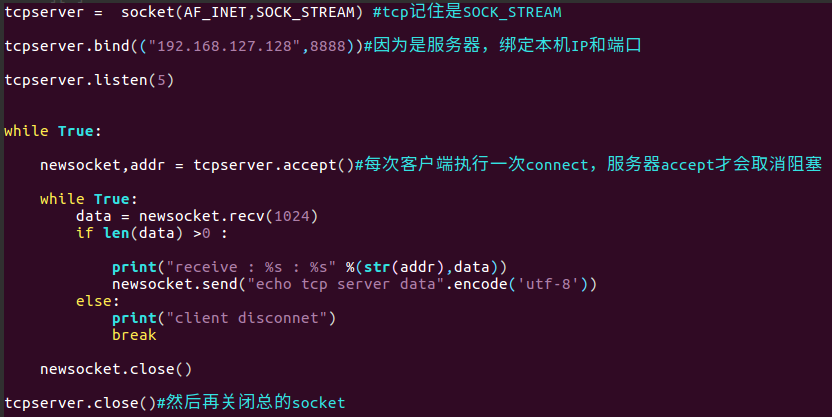 tcpserver =  socket(AF_INET,SOCK_STREAM) #tcp记住是SOCK_STREAM
tcpserver.bind(("192.168.127.128",8888))#因为是服务器，绑定本机IP和端口
tcpserver.listen(5)
while True:
    newsocket,addr = tcpserver.accept()#每次客户端执行一次connect，服务器accept才会取消阻塞
    while True:
        data = newsocket.recv(1024)
        if len(data) >0 :
            print("receive : %s : %s" %(str(addr),data))
            newsocket.send("echo tcp server data".encode('utf-8'))
        else:
            print("client disconnet")
            break
    newsocket.close()
tcpserver.close()#然后再关闭总的socket